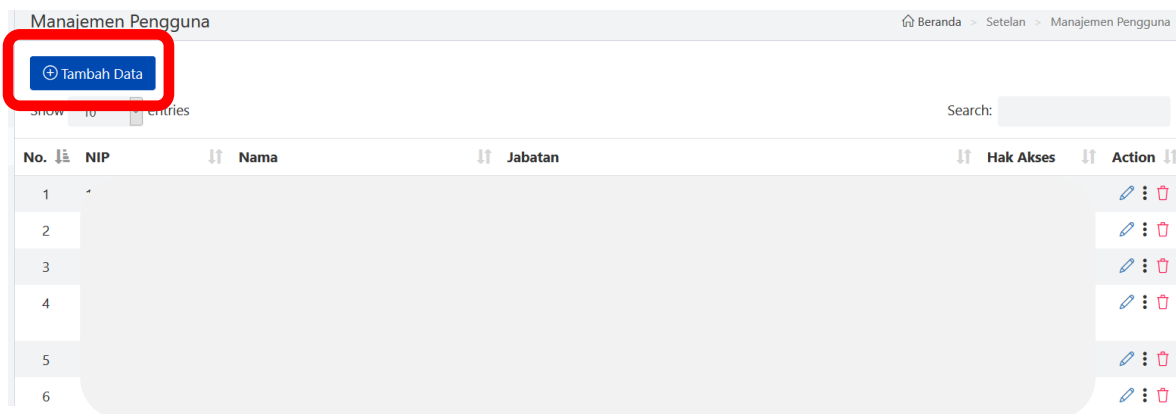 Manajemen Pengguna
Beranda > Setelan > Manajemen Pengguna
Tambah Data
Show 10 entries
Search:
No. NIP Nama Jabatan Hak Akses Action
1
2
3
4
5
6